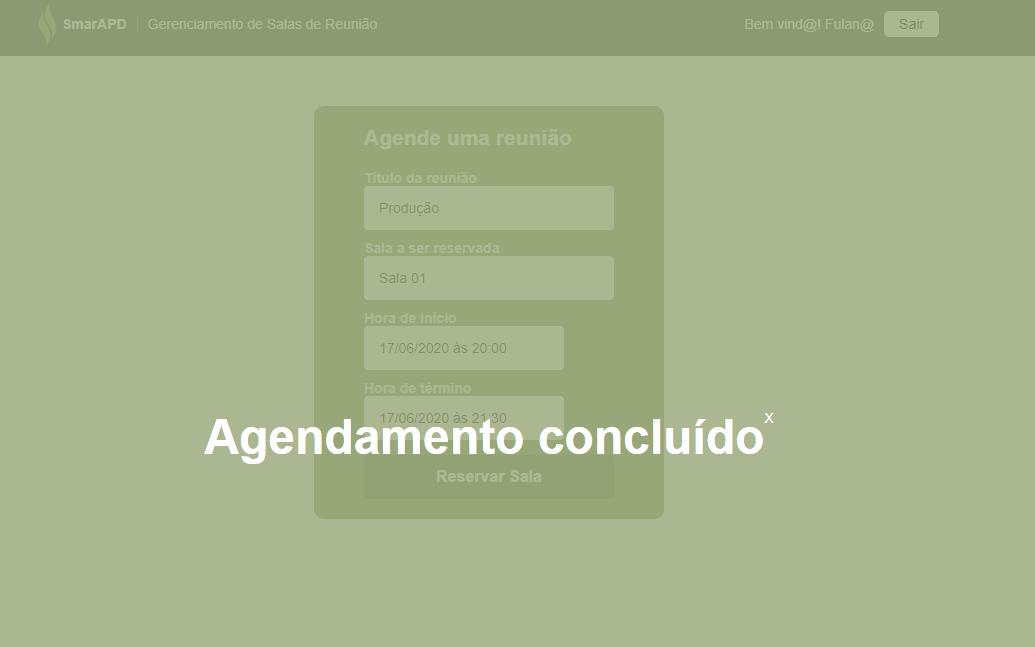 SmarAPD Gerenciamento de Salas de Reunião
Bem vind@! Fulan@ Sair
Agende uma reunião
Título da reunião
Produção
Sala a ser reservada
Sala 01
Hora de início
17/06/2020 às 20:00
Hora de término
17/06/2020 às 21:30
Agendamento concluído x
Reservar Sala